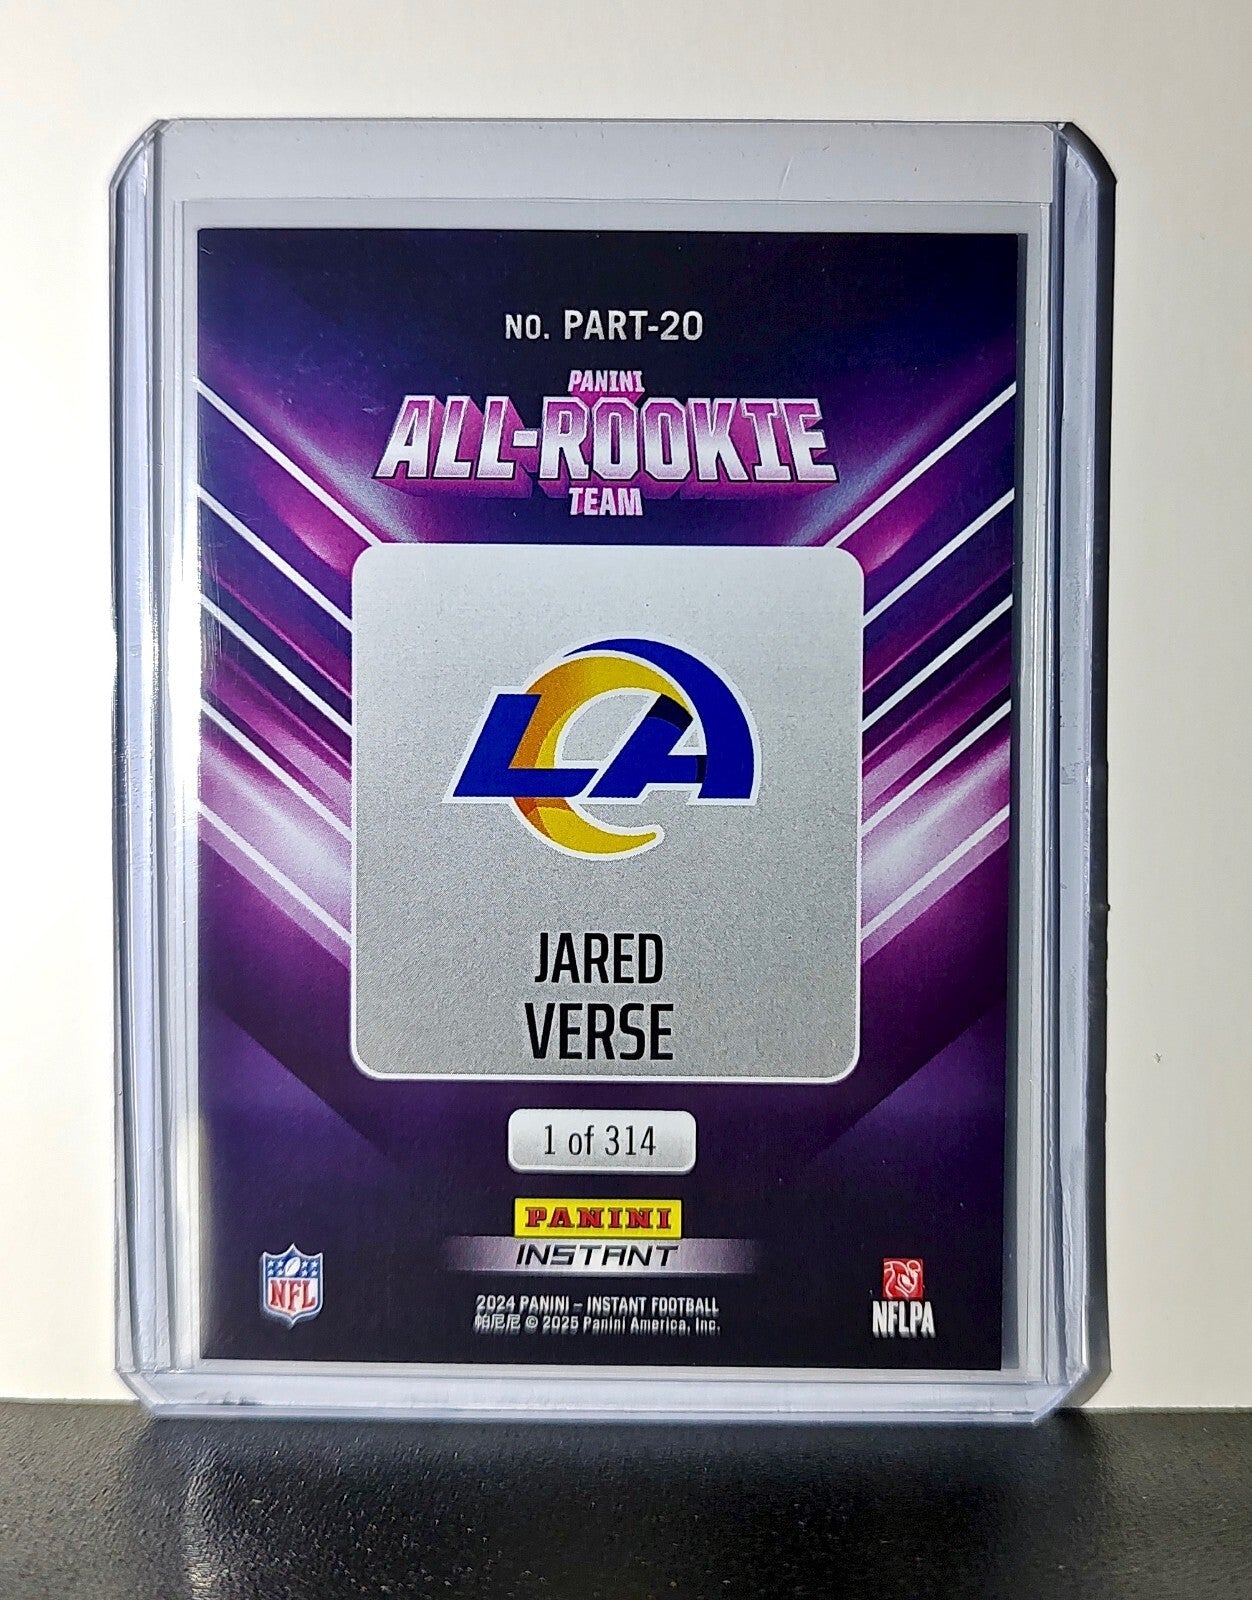 NO. PART-20
PANINI
ALL-ROOKIE
TEAM
LA
JARED
VERSE
1 of 314
PANINI
INSTANT
NFL
NFLPA
2024 PANINI - INSTANT FOOTBALL
帕尼尼 © 2025 Panini America, Inc.